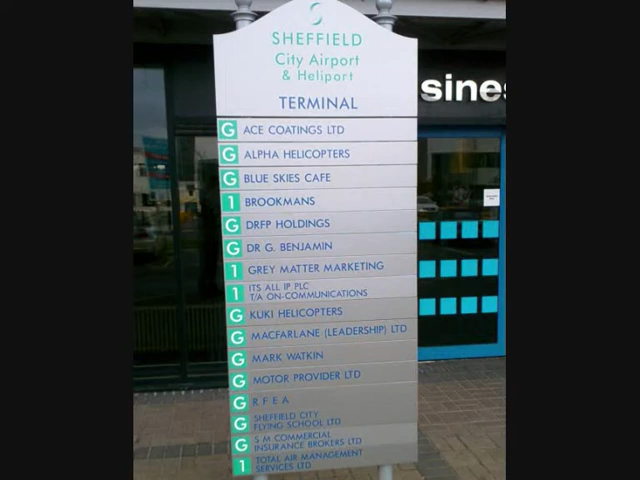 SHEFFIELD
City Airport
& Heliport
TERMINAL
G ACE COATINGS LTD
G ALPHA HELICOPTERS
G BLUE SKIES CAFE
1 BROOKMANS
G DRFP HOLDINGS
G DR G. BENJAMIN
1 GREY MATTER MARKETING
1 ITS ALL IP PLC
T/A ON-COMMUNICATIONS
G KUKI HELICOPTERS
G MACFARLANE (LEADERSHIP) LTD
G MARK WATKIN
G MOTOR PROVIDER LTD
G R F E A
G SHEFFIELD CITY
FLYING SCHOOL LTD
G S M COMMERCIAL
INSURANCE BROKERS LTD
1 TOTAL AIR MANAGEMENT
SERVICES LTD
sines